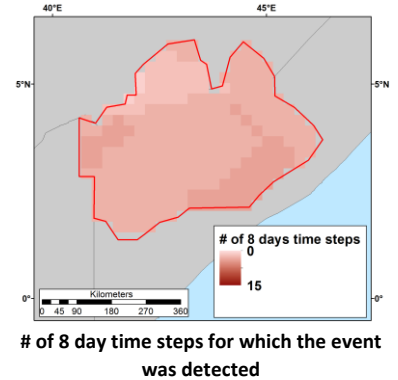 40°E 45°E
5°N 5°N
# of 8 days time steps
0
15
Kilometers
0 45 90 180 270 360
0° 0°
# of 8 day time steps for which the event
was detected